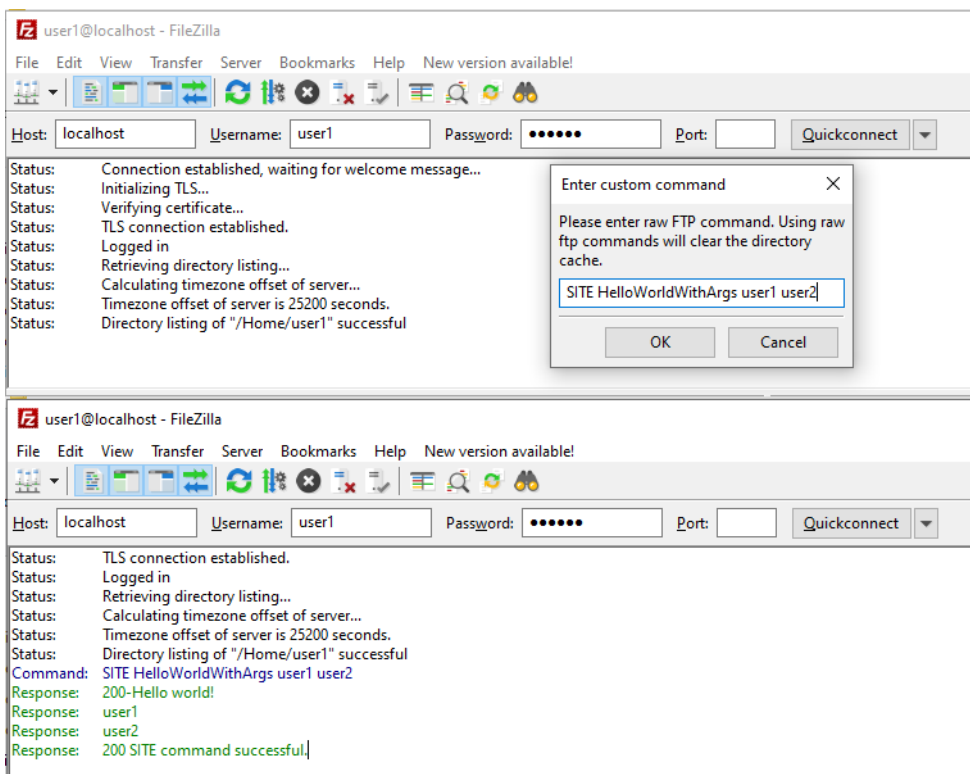 user1@localhost - FileZilla
File Edit View Transfer Server Bookmarks Help New version available!
Host: localhost Username: user1 Password: ●●●●●● Port: Quickconnect
Status: Connection established, waiting for welcome message...
Status: Initializing TLS...
Status: Verifying certificate...
Status: TLS connection established.
Status: Logged in
Status: Retrieving directory listing...
Status: Calculating timezone offset of server...
Status: Timezone offset of server is 25200 seconds.
Status: Directory listing of "/Home/user1" successful
Enter custom command
Please enter raw FTP command. Using raw
ftp commands will clear the directory
cache.
SITE HelloWorldWithArgs user1 user2
OK Cancel
user1@localhost - FileZilla
File Edit View Transfer Server Bookmarks Help New version available!
Host: localhost Username: user1 Password: ●●●●●● Port: Quickconnect
Status: TLS connection established.
Status: Logged in
Status: Retrieving directory listing...
Status: Calculating timezone offset of server...
Status: Timezone offset of server is 25200 seconds.
Status: Directory listing of "/Home/user1" successful
Command: SITE HelloWorldWithArgs user1 user2
Response: 200-Hello world!
Response: user1
Response: user2
Response: 200 SITE command successful.